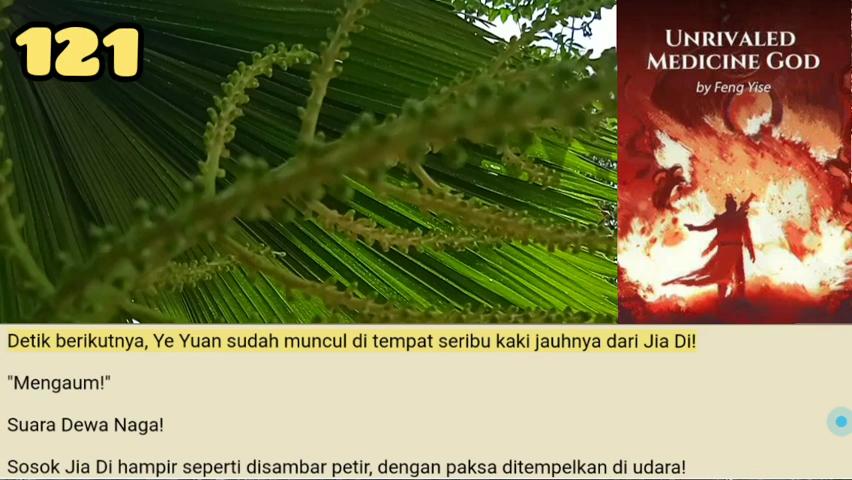 121
UNRIVALED
MEDICINE GOD
by Feng Yise
Detik berikutnya, Ye Yuan sudah muncul di tempat seribu kaki jauhnya dari Jia Di!
"Mengaum!"
Suara Dewa Naga!
Sosok Jia Di hampir seperti disambar petir, dengan paksa ditempelkan di udara!